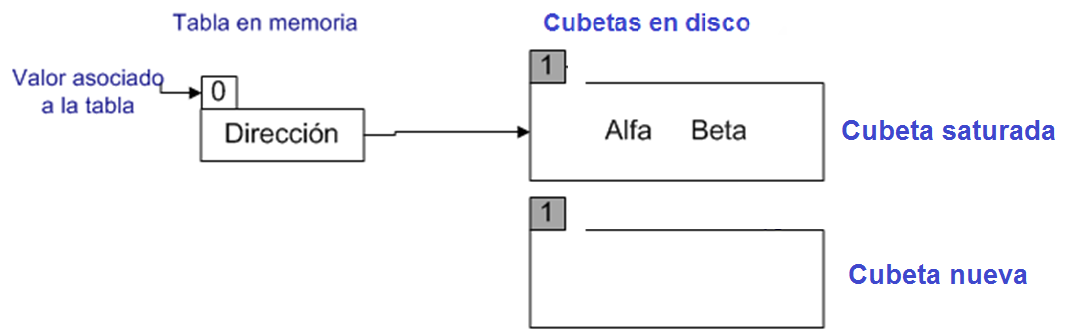 Tabla en memoria
Cubetas en disco
Valor asociado
a la tabla
0
Dirección
1
Alfa Beta
Cubeta saturada
1
Cubeta nueva